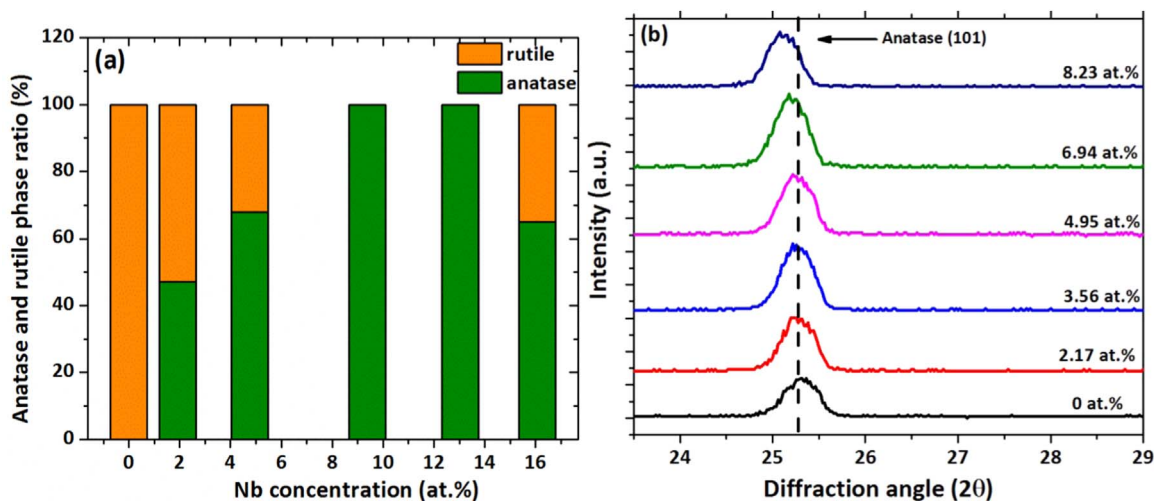 (a)
rutile
anatase
120
100
80
60
40
20
0
Anatase and rutile phase ratio (%)
0 2 4 6 8 10 12 14 16
Nb concentration (at.%)
(b)
Anatase (101)
8.23 at.%
6.94 at.%
4.95 at.%
3.56 at.%
2.17 at.%
0 at.%
Intensity (a.u.)
24 25 26 27 28 29
Diffraction angle (2θ)